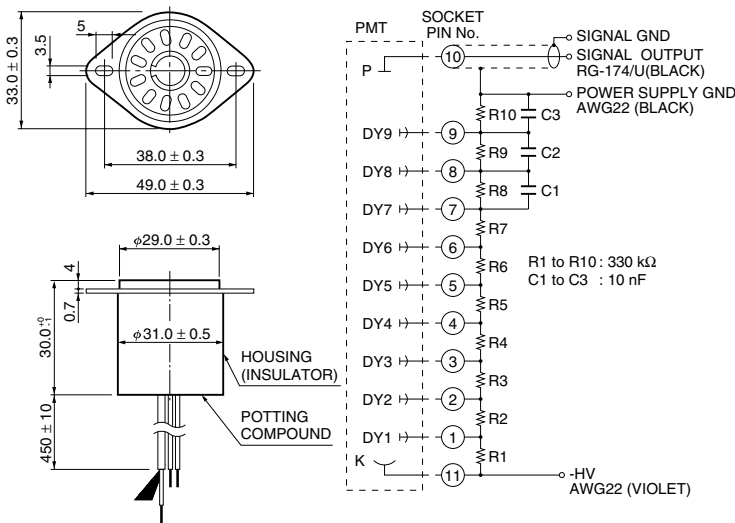 5
3.5
33.0 ± 0.3
38.0 ± 0.3
49.0 ± 0.3
ϕ29.0 ± 0.3
4
0.7
30.0 +0 -1
ϕ31.0 ± 0.5
450 ± 10
HOUSING
(INSULATOR)
POTTING
COMPOUND
PMT
SOCKET
PIN No.
SIGNAL GND
P
10
SIGNAL OUTPUT
RG-174/U(BLACK)
POWER SUPPLY GND
AWG22 (BLACK)
R10 C3
DY9 9
R9 C2
DY8 8
R8 C1
DY7 7
R7
DY6 6
R6
DY5 5
R5
DY4 4
R4
DY3 3
R3
DY2 2
R2
DY1 1
R1
K
11
-HV
AWG22 (VIOLET)
R1 to R10 : 330 kΩ
C1 to C3 : 10 nF